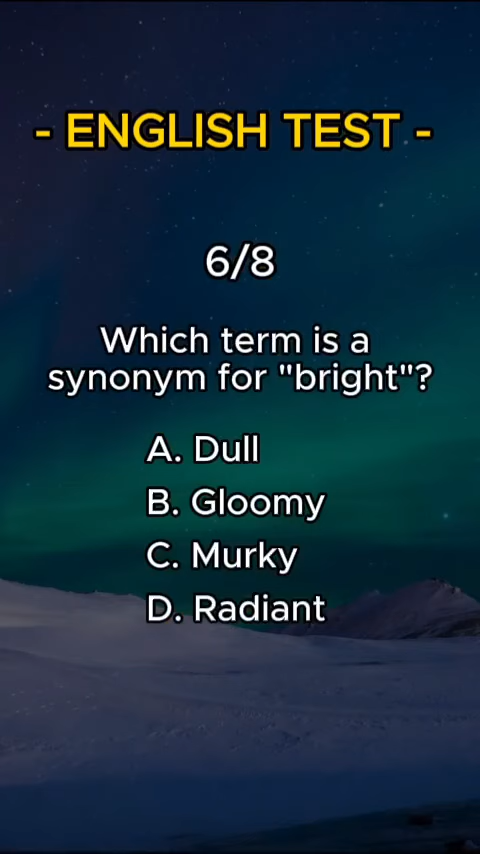 - ENGLISH TEST -
6/8
Which term is a
synonym for "bright"?
A. Dull
B. Gloomy
C. Murky
D. Radiant